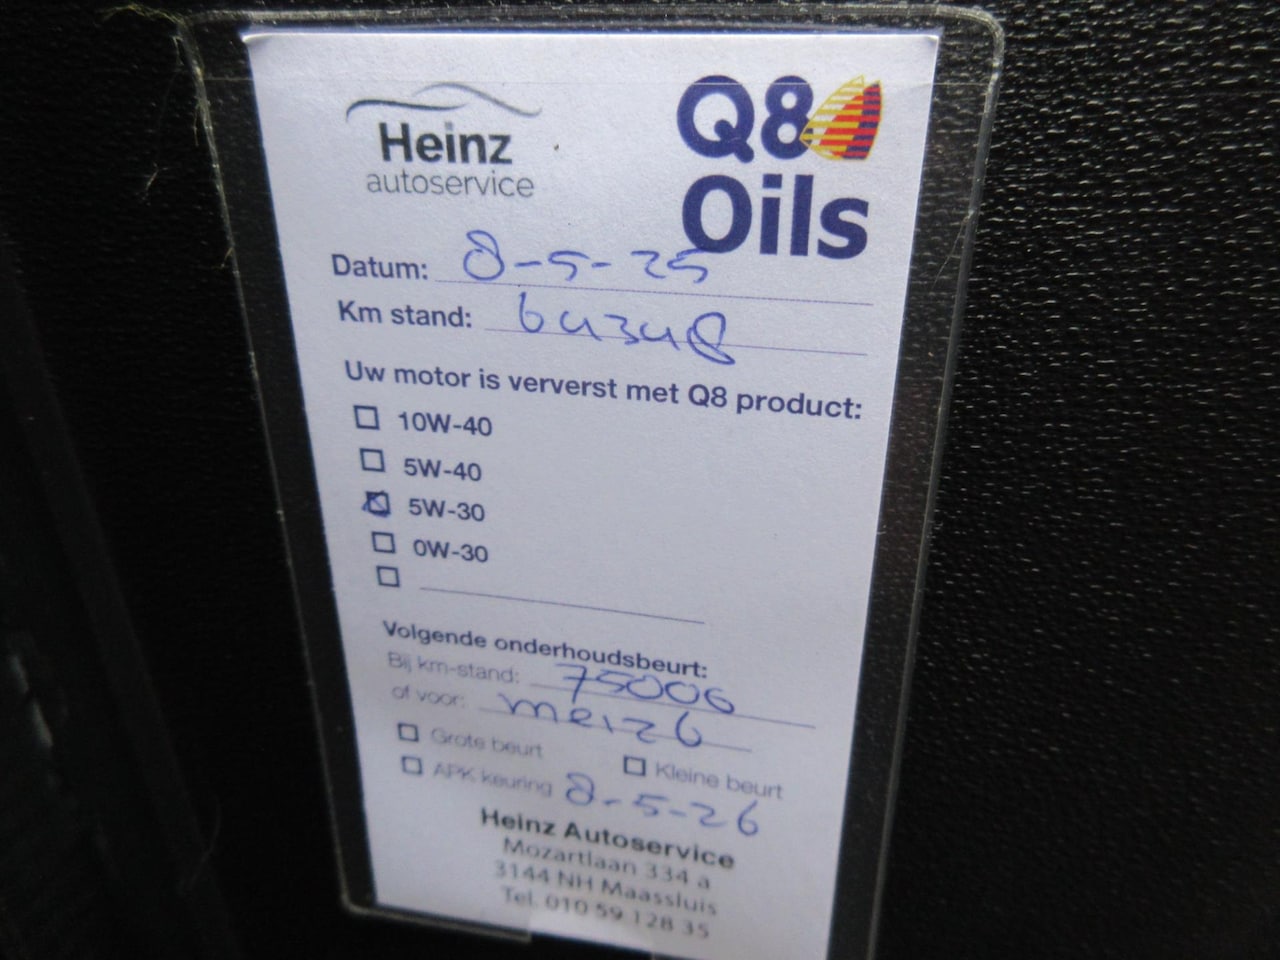 Heinz
autoservice
Q8
Oils
Datum: 8-5-25
Km stand: 64348
Uw motor is ververst met Q8 product:
10W-40
5W-40
5W-30
0W-30
Volgende onderhoudsbeurt:
Bij km-stand: 75000
of voor: mei 26
Grote beurt Kleine beurt
APK keuring 8-5-26
Heinz Autoservice
Mozartlaan 334 a
3144 NH Maassluis
Tel. 010 59 128 35